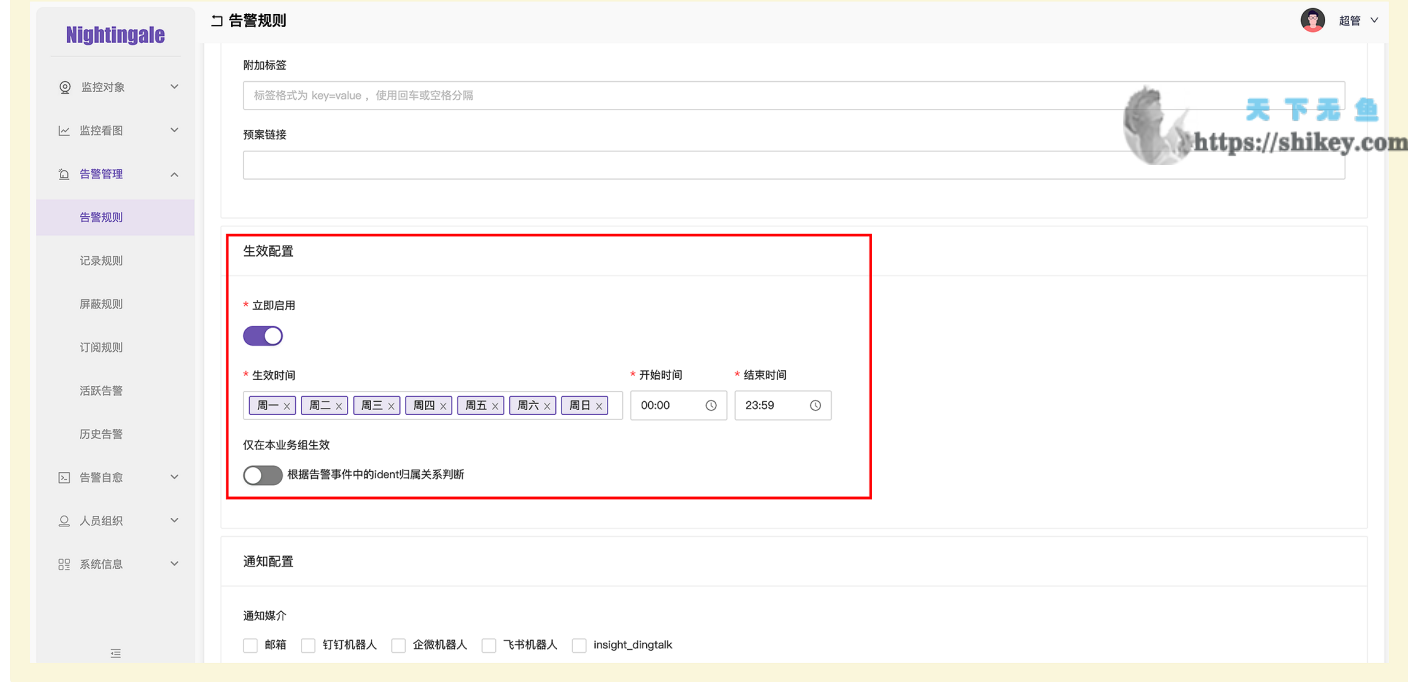 Nightingale
告警规则
超管
监控对象
监控看图
告警管理
告警规则
记录规则
屏蔽规则
订阅规则
活跃告警
历史告警
告警自愈
人员组织
系统信息
附加标签
标签格式为 key=value ，使用回车或空格分隔
预案链接
天下无鱼
https://shikey.com
生效配置
* 立即启用
* 生效时间 * 开始时间 * 结束时间
周一 × 周二 × 周三 × 周四 × 周五 × 周六 × 周日 × 00:00 23:59
仅在本业务组生效
根据告警事件中的ident归属关系判断
通知配置
通知媒介
邮箱 钉钉机器人 企微机器人 飞书机器人 insight_dingtalk